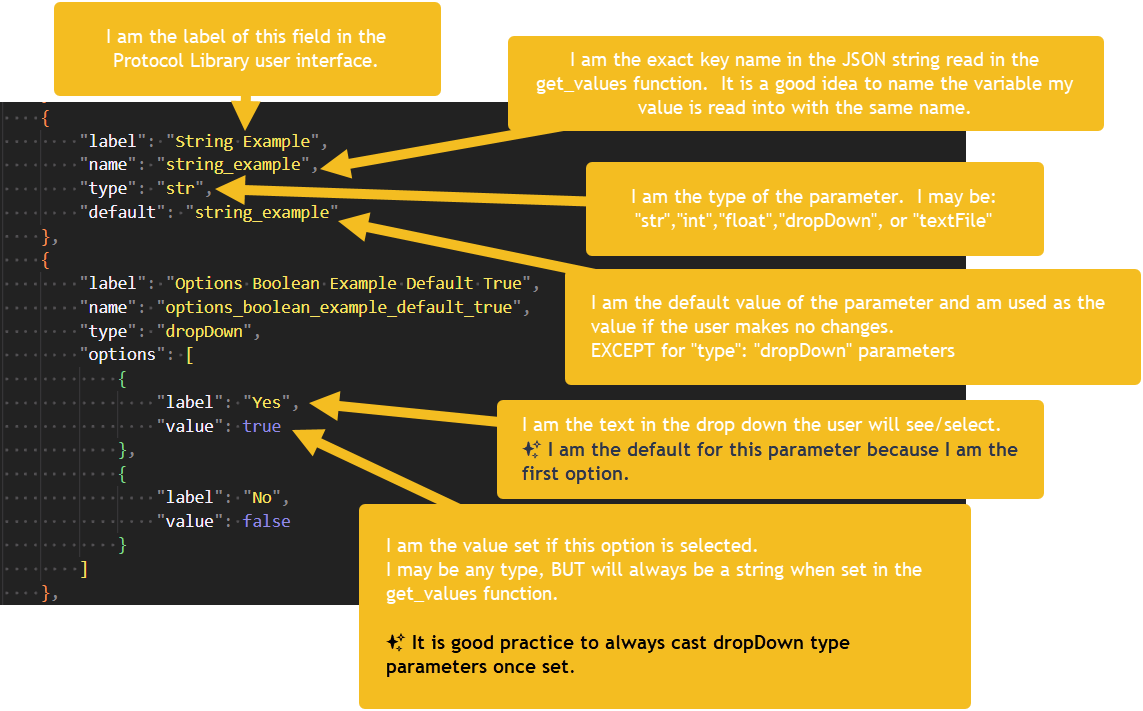 I am the label of this field in the
Protocol Library user interface.
I am the exact key name in the JSON string read in the
get_values function.  It is a good idea to name the variable my
value is read into with the same name.
{
"label": "String Example",
"name": "string_example",
"type": "str",
"default": "string_example"
},
I am the type of the parameter.  I may be:
"str","int","float","dropDown", or "textFile"
I am the default value of the parameter and am used as the
value if the user makes no changes.
EXCEPT for "type": "dropDown" parameters
{
"label": "Options Boolean Example Default True",
"name": "options_boolean_example_default_true",
"type": "dropDown",
"options": [
{
"label": "Yes",
"value": true
},
{
"label": "No",
"value": false
}
]
},
I am the text in the drop down the user will see/select.
✨ I am the default for this parameter because I am the
first option.
I am the value set if this option is selected.
I may be any type, BUT will always be a string when set in the
get_values function.
✨ It is good practice to always cast dropDown type
parameters once set.